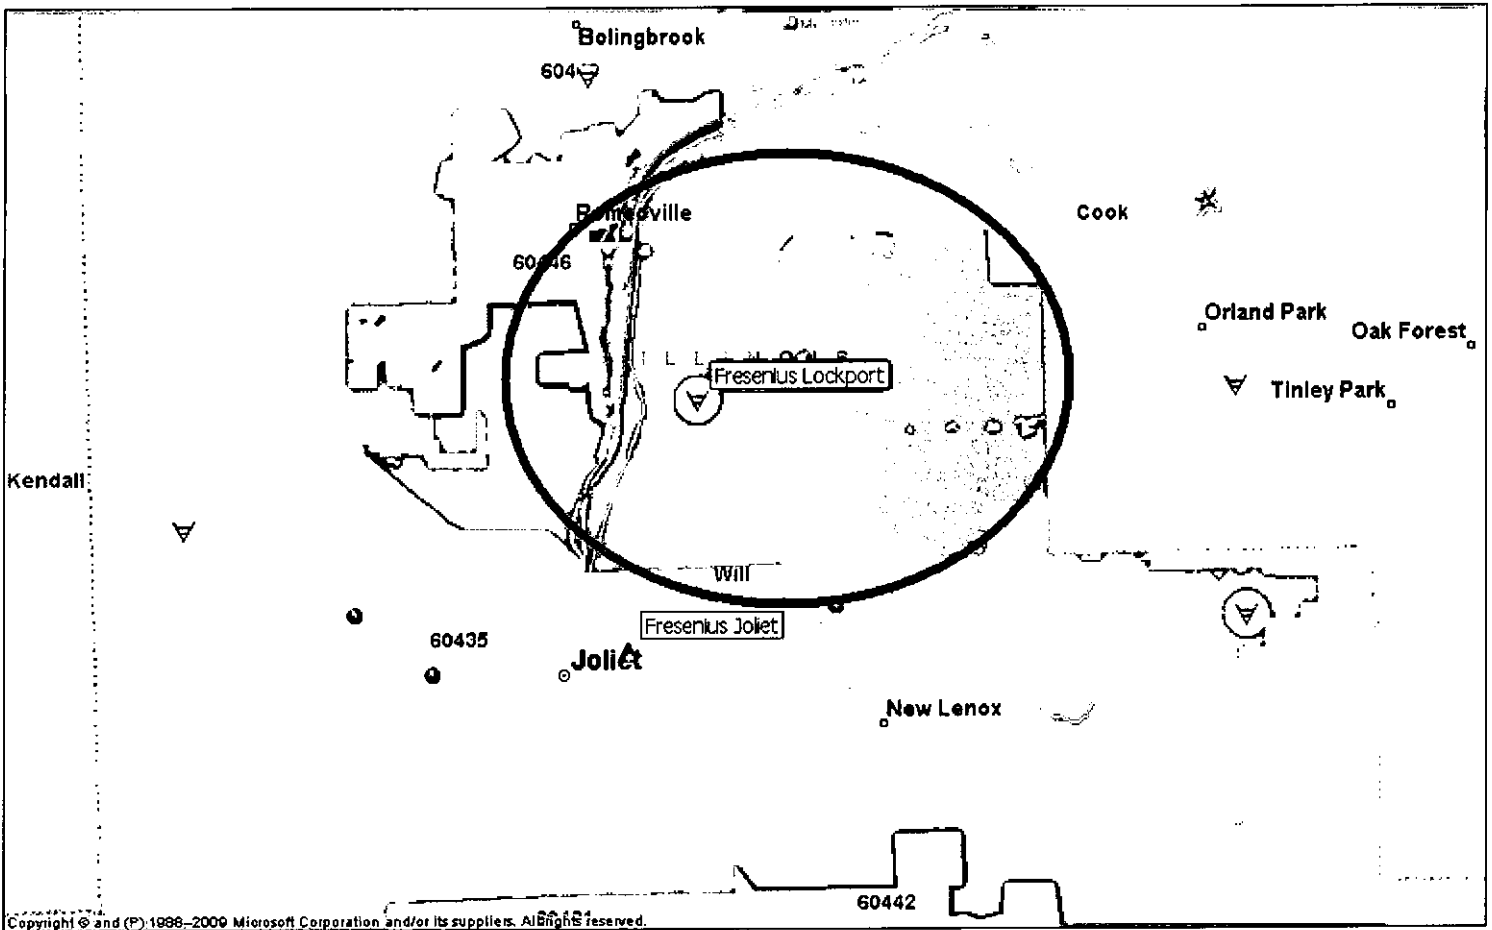 Bolingbrook
604
Cook
Romeoville
60446
Orland Park
Oak Forest
Fresenius Lockport
Tinley Park
Kendall
Will
Fresenius Joliet
60435
Joliet
New Lenox
60442
Copyright © and (P) 1988-2009 Microsoft Corporation and/or its suppliers. All rights reserved.